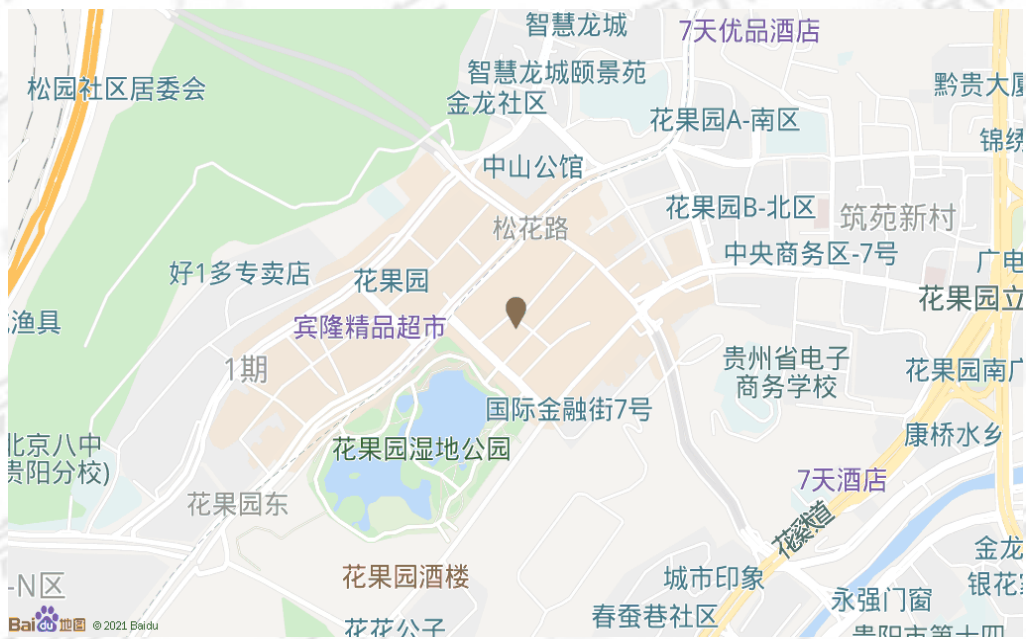 智慧龙城
7天优品酒店
智慧龙城颐景苑
松园社区居委会
黔贵大厦
金龙社区
花果园A-南区
锦绣
中山公馆
花果园B-北区
筑苑新村
松花路
中央商务区-7号
广电
好1多专卖店
花果园
花果园立
渔具
宾隆精品超市
1期
贵州省电子
商务学校
花果园南广
国际金融街7号
北京八中
贵阳分校)
花果园湿地公园
康桥水乡
7天酒店
花果园东
花溪大道
金龙
-N区
花果园酒楼
城市印象
银花家
永强门窗
春蚕巷社区
Bai地图 © 2021 Baidu
花花公子
贵阳市第十四